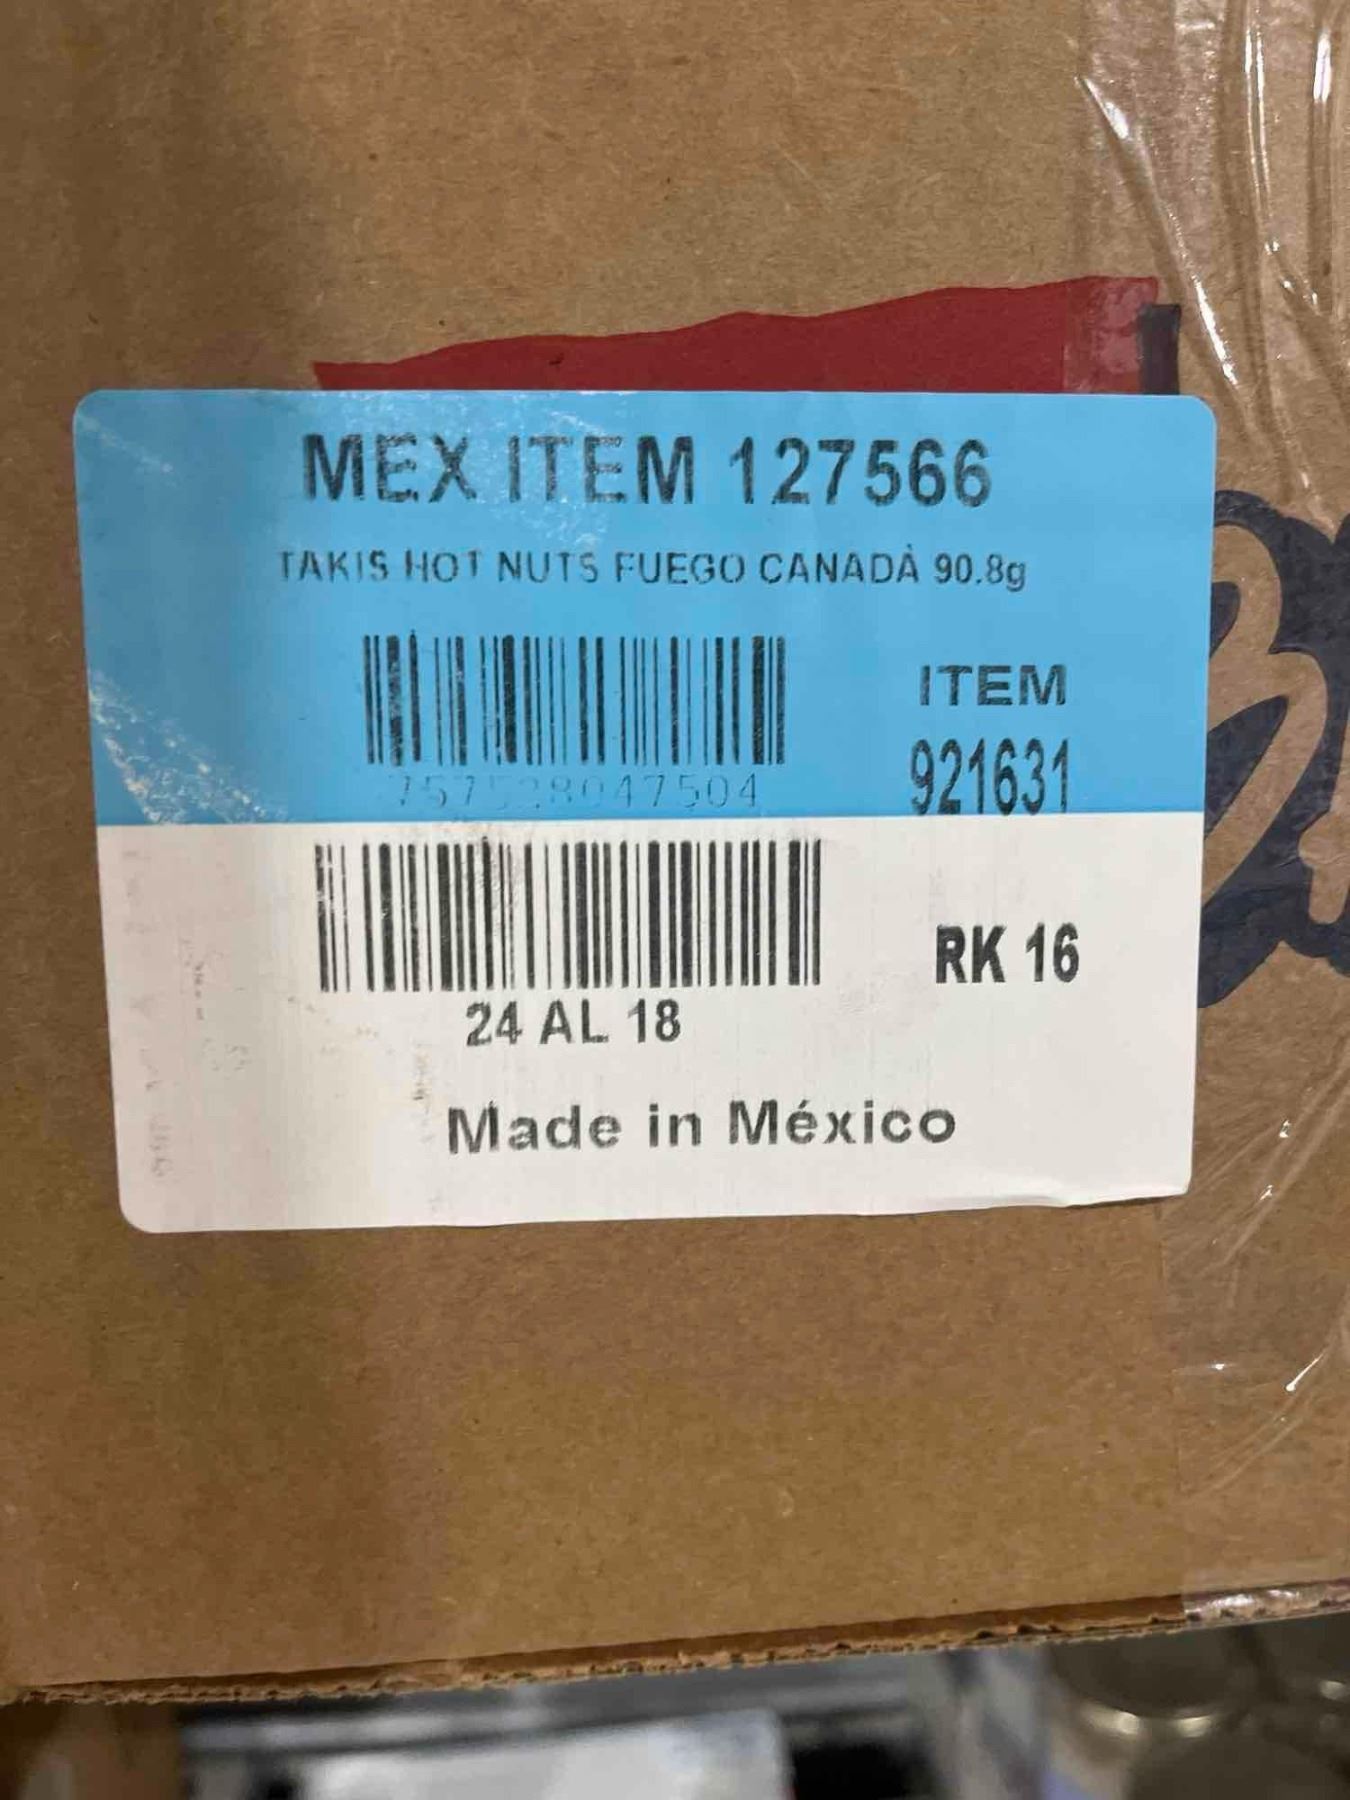 MEX ITEM 127566
TAKIS HOT NUTS FUEGO CANADÀ 90.8g
757528047504
ITEM
921631
24 AL 18
RK 16
Made in México